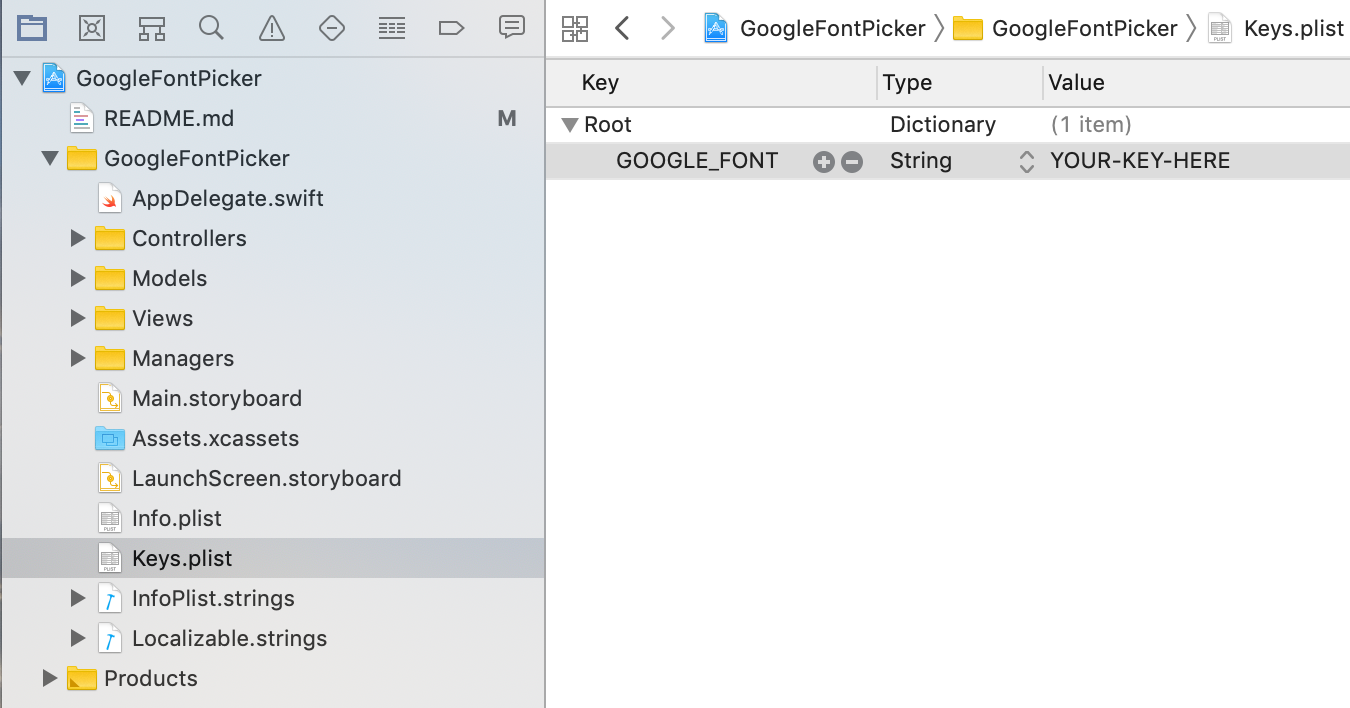 GoogleFontPicker
README.md M
GoogleFontPicker
AppDelegate.swift
Controllers
Models
Views
Managers
Main.storyboard
Assets.xcassets
LaunchScreen.storyboard
Info.plist
Keys.plist
InfoPlist.strings
Localizable.strings
Products
GoogleFontPicker GoogleFontPicker Keys.plist
Key Type Value
Root Dictionary (1 item)
GOOGLE_FONT String YOUR-KEY-HERE